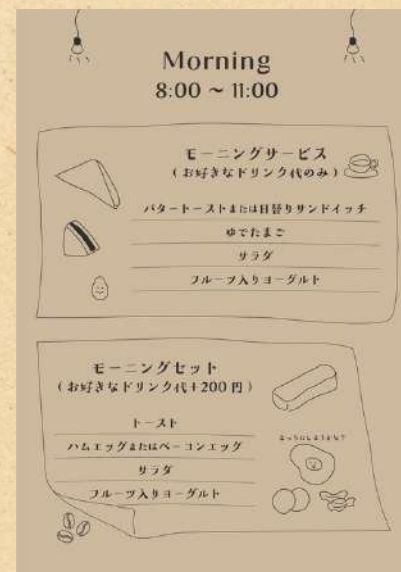 Morning
8:00 ~ 11:00
モーニングサービス
(お好きなドリンク代のみ)
バタートーストまたは日替りサンドイッチ
ゆでたまご
サラダ
フルーツ入りヨーグルト
モーニングセット
(お好きなドリンク代+200円)
トースト
ハムエッグまたはベーコンエッグ
サラダ
フルーツ入りヨーグルト